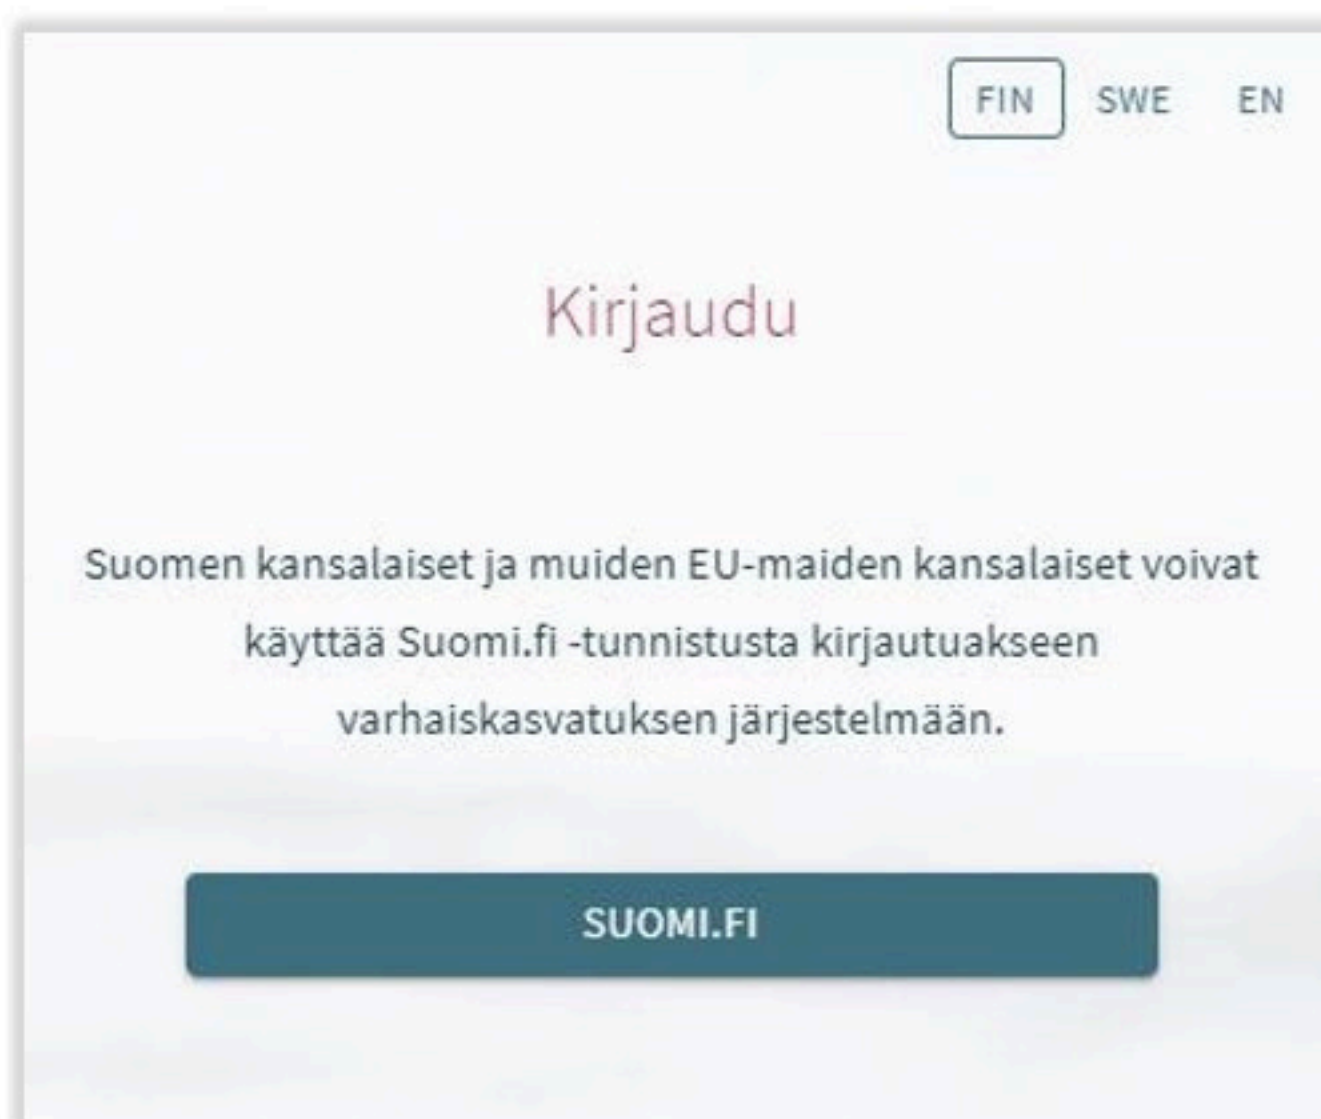 FIN SWE EN
Kirjaudu
Suomen kansalaiset ja muiden EU-maiden kansalaiset voivat
käyttää Suomi.fi -tunnistusta kirjautuakseen
varhaiskasvatuksen järjestelmään.
SUOMI.FI